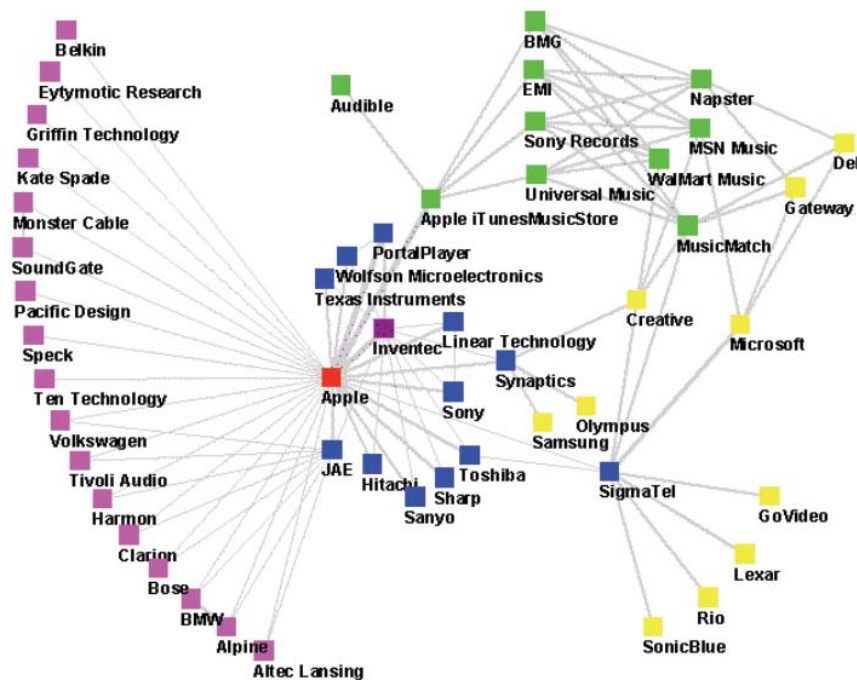 Belkin
BMG
Eytymotic Research
EMI
Napster
Audible
Griffin Technology
Sony Records
MSN Music
Del
Kate Spade
WalMart Music
Universal Music
Gateway
Monster Cable
Apple iTunesMusicStore
MusicMatch
SoundGate
PortalPlayer
Wolfson Microelectronics
Texas Instruments
Pacific Design
Creative
Speck
Inventec
Linear Technology
Microsoft
Ten Technology
Apple
Synaptics
Sony
Olympus
Volkswagen
Samsung
Tivoli Audio
JAE
Hitachi
Toshiba
SigmaTel
Harmon
Sharp
Sanyo
GoVideo
Clarion
Bose
Lexar
BMW
Rio
Alpine
SonicBlue
Altec Lansing